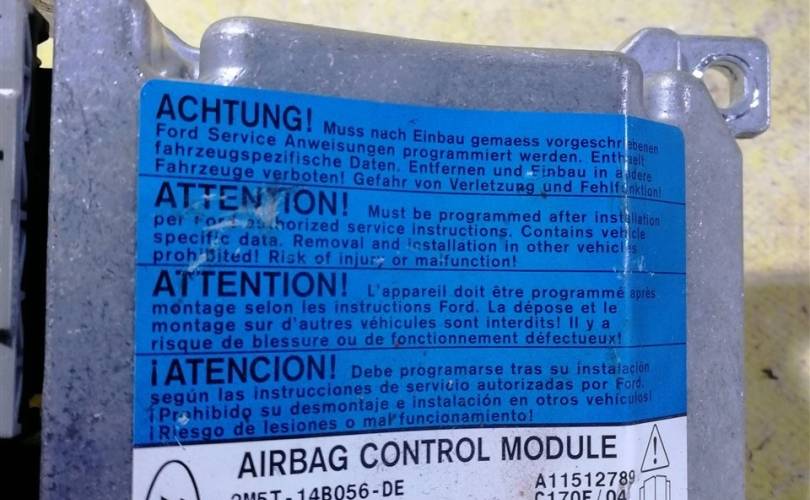 ACHTUNG! Muss nach Einbau gemaess vorgeschriebenen
Ford Service Anweisungen programmiert werden. Enthaelt
fahrzeugspezifische Daten. Entfernen und Einbau in andere
Fahrzeuge verboten! Gefahr von Verletzung und Fehlfunktion!
ATTENTION! Must be programmed after installation
per Ford authorized service instructions. Contains vehicle
specific data. Removal and installation in other vehicles
prohibited! Risk of injury or malfunction!
ATTENTION! L'appareil doit être programmé après
montage selon les instructions Ford. La dépose et le
montage sur d'autres véhicules sont interdits! Il y a
risque de blessure ou de fonctionnement défectueux!
¡ATENCION! Debe programarse tras su instalación
según las instrucciones de servicio autorizadas por Ford.
¡Prohibido su desmontaje e instalación en otros vehículos!
¡Riesgo de lesiones o malfuncionamiento!
AIRBAG CONTROL MODULE
A11512789